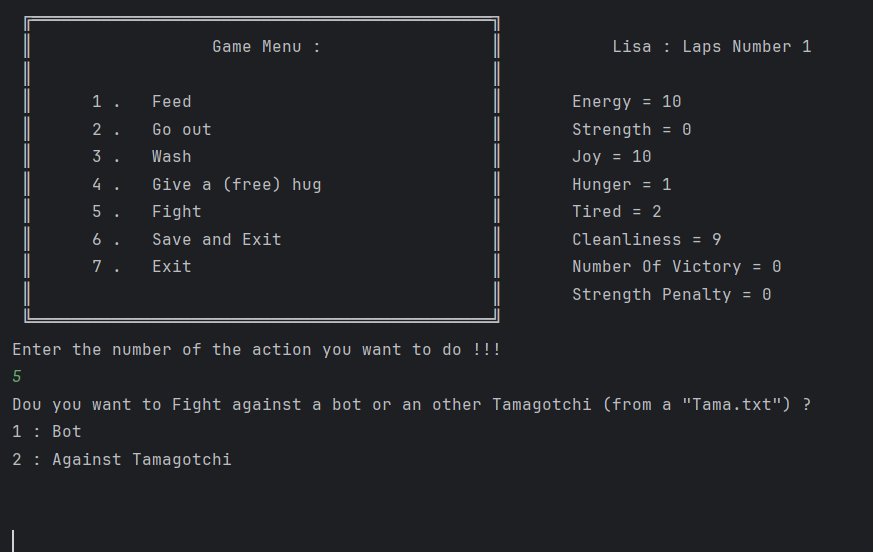 Game Menu :
Lisa : Laps Number 1
1 . Feed
Energy = 10
2 . Go out
Strength = 0
3 . Wash
Joy = 10
4 . Give a (free) hug
Hunger = 1
5 . Fight
Tired = 2
6 . Save and Exit
Cleanliness = 9
7 . Exit
Number Of Victory = 0
Strength Penalty = 0
Enter the number of the action you want to do !!!
5
Dou you want to Fight against a bot or an other Tamagotchi (from a "Tama.txt") ?
1 : Bot
2 : Against Tamagotchi